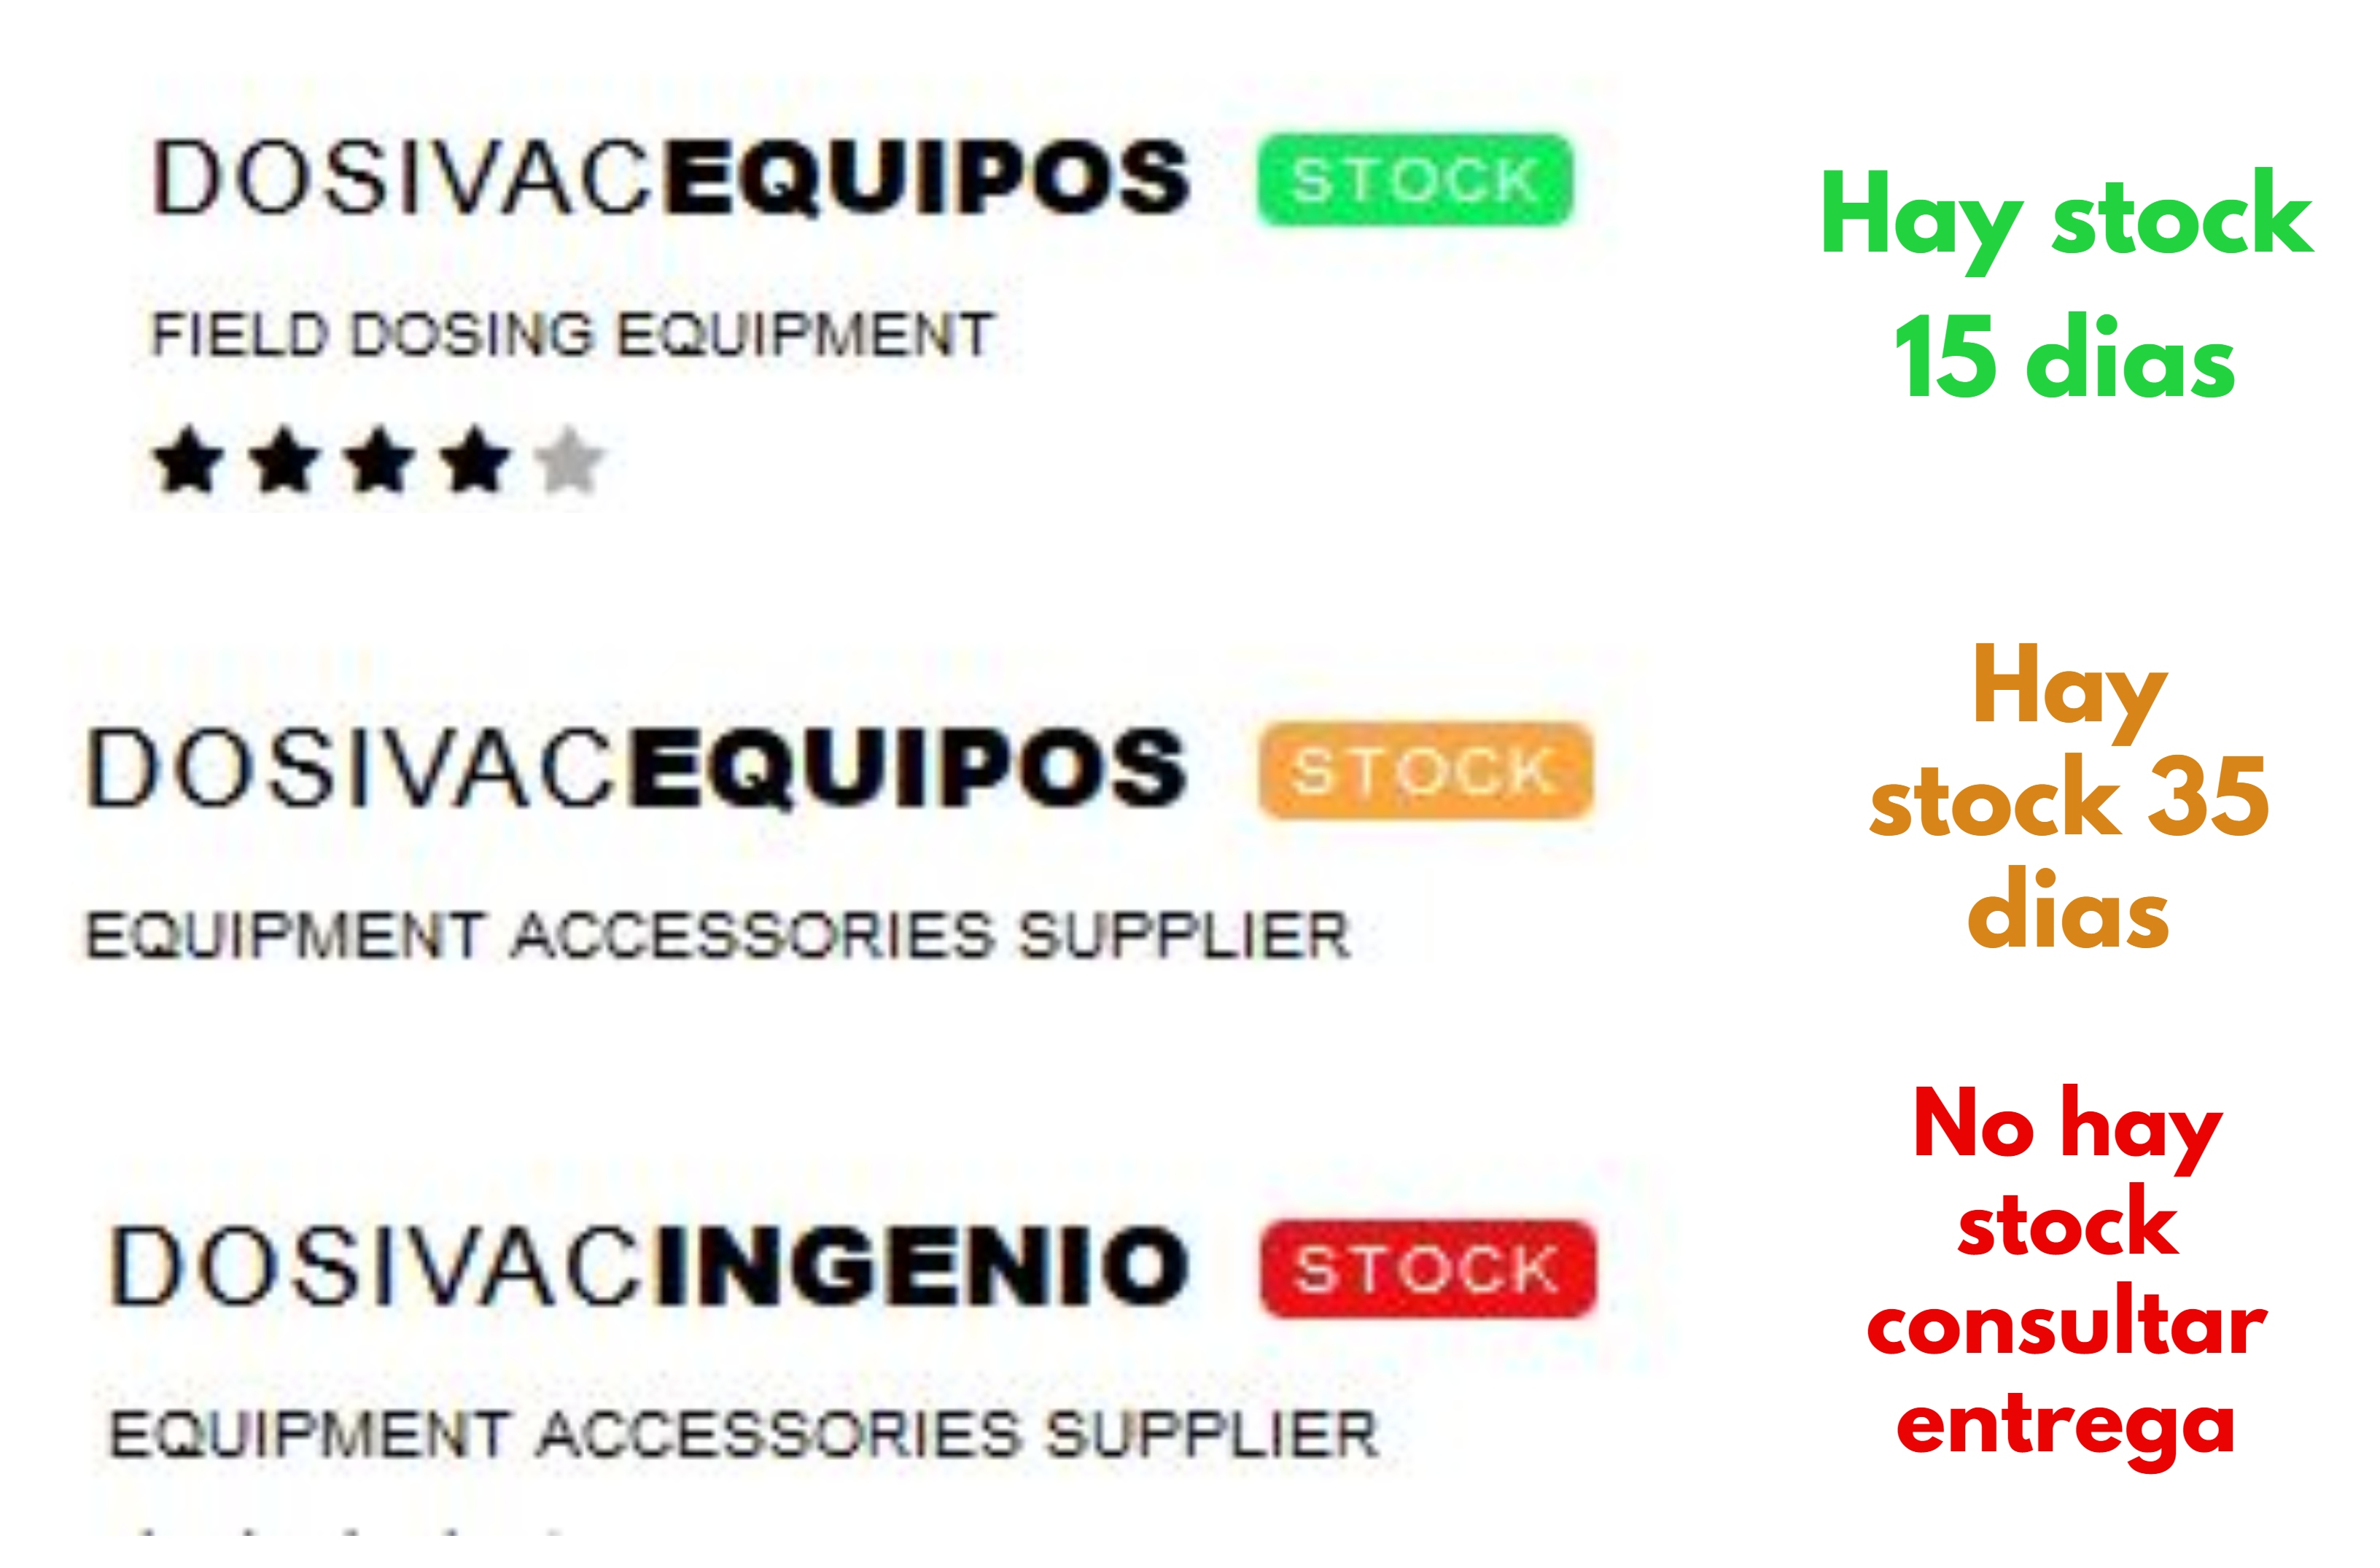 DOSIVACEQUIPOS STOCK
FIELD DOSING EQUIPMENT
Hay stock
15 dias
DOSIVACEQUIPOS STOCK
EQUIPMENT ACCESSORIES SUPPLIER
Hay
stock 35
dias
DOSIVACINGENIO STOCK
EQUIPMENT ACCESSORIES SUPPLIER
No hay
stock
consultar
entrega